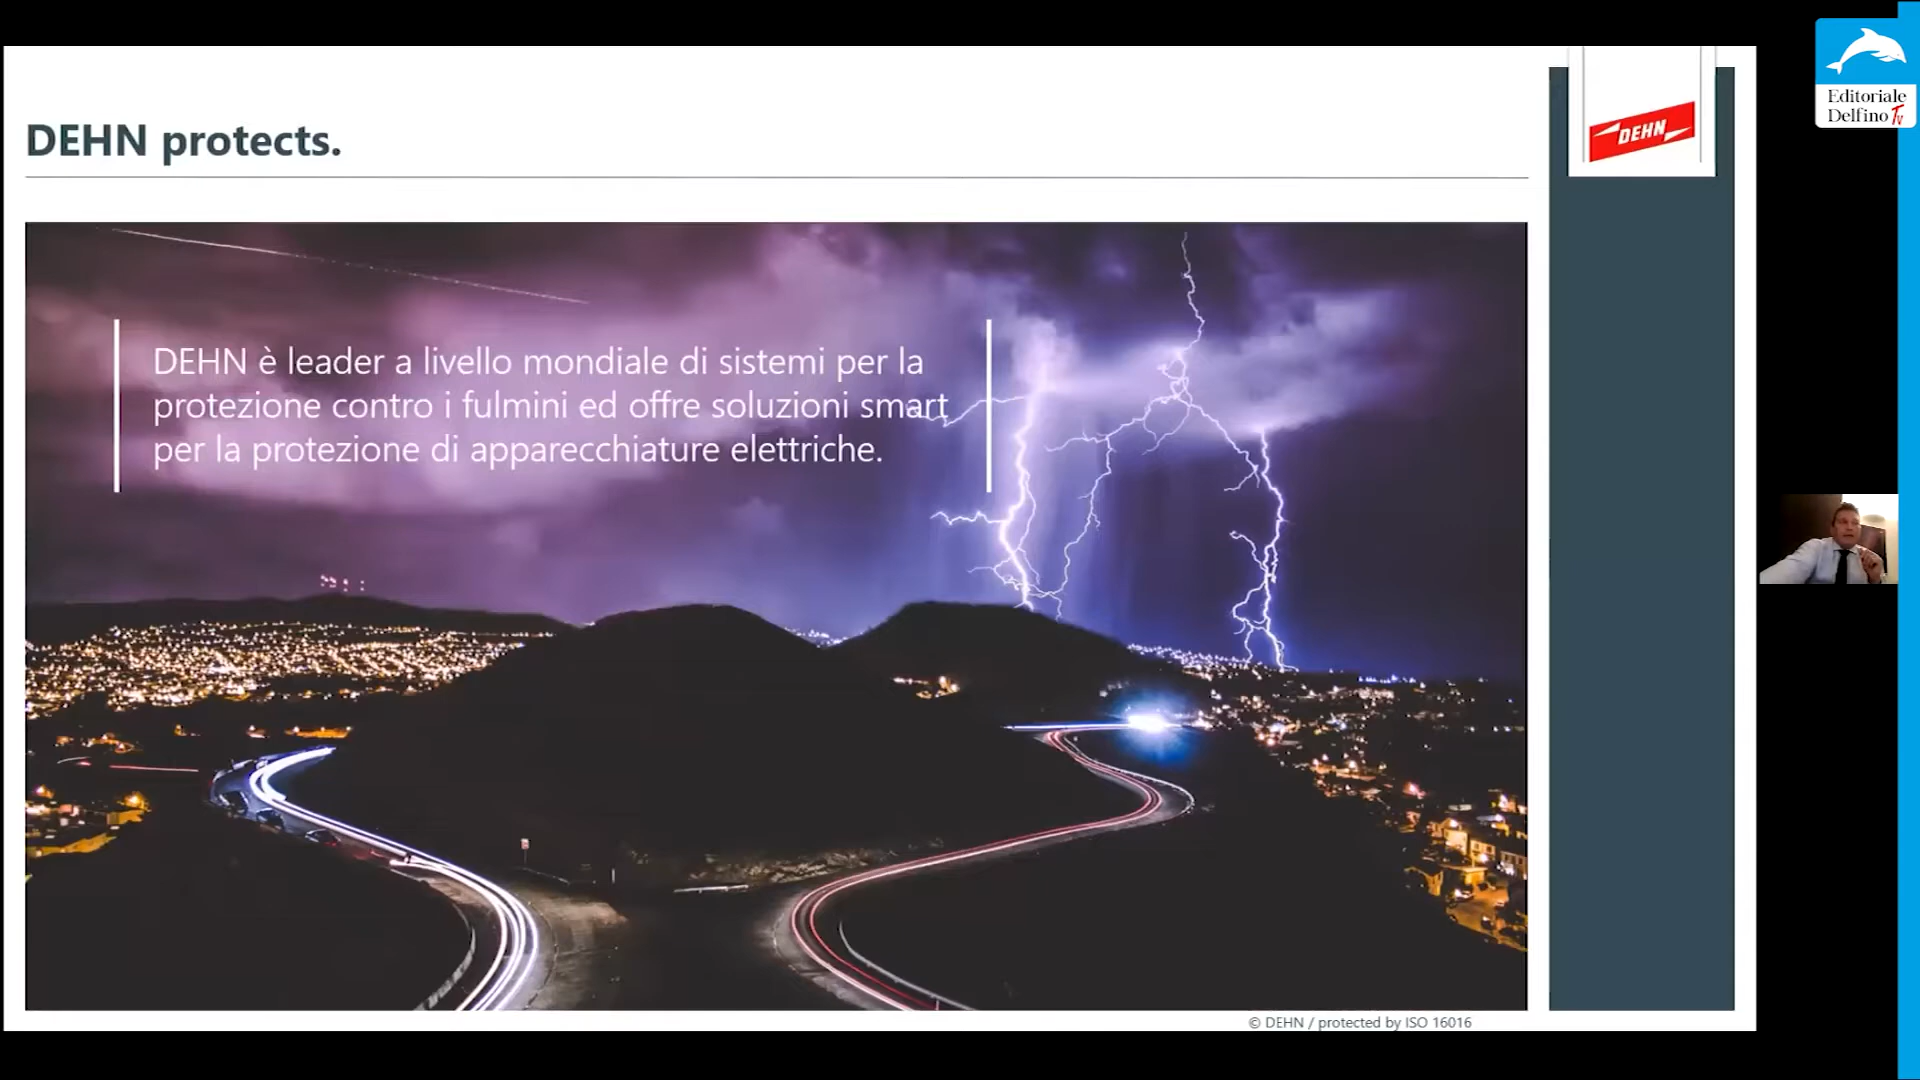 DEHN protects.
DEHN
Editoriale
Delfino Tv
DEHN è leader a livello mondiale di sistemi per la
protezione contro i fulmini ed offre soluzioni smart
per la protezione di apparecchiature elettriche.
© DEHN / protected by ISO 16016